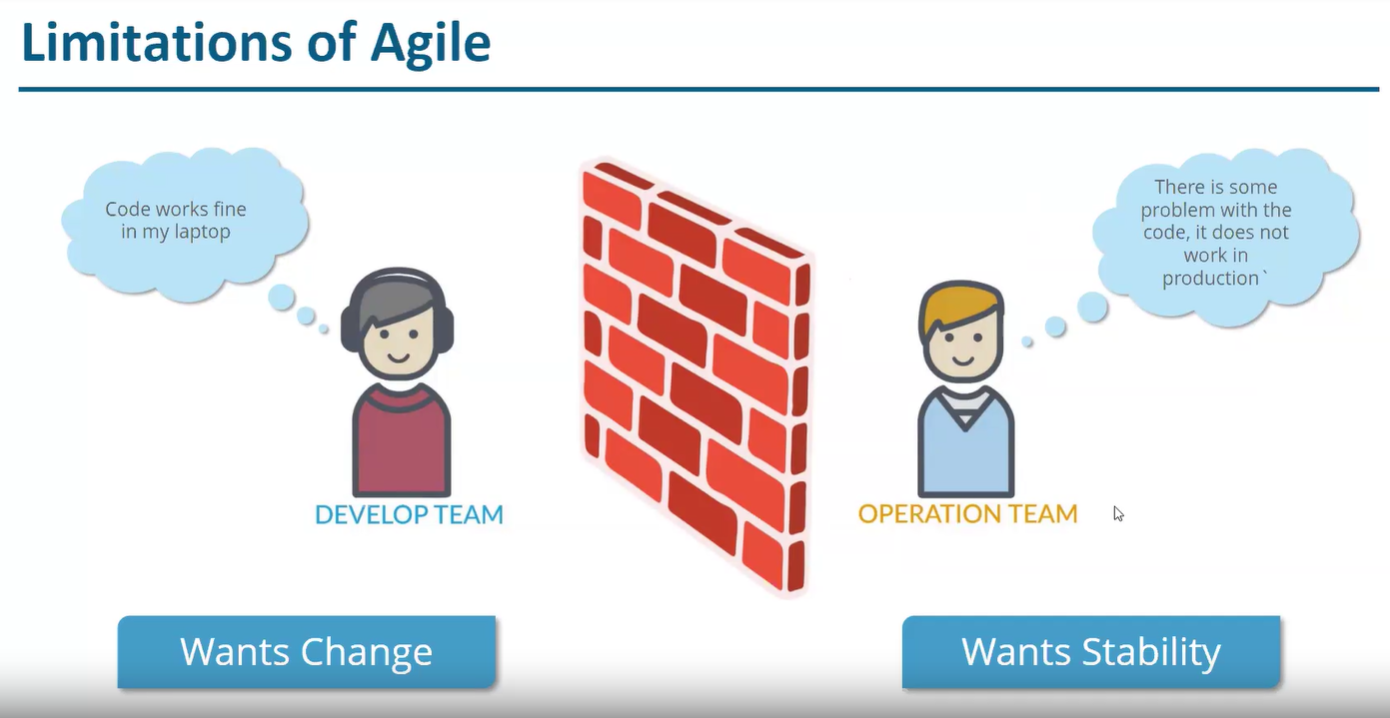 Limitations of Agile
Code works fine
in my laptop
There is some
problem with the
code, it does not
work in
production`
DEVELOP TEAM
OPERATION TEAM
Wants Change
Wants Stability